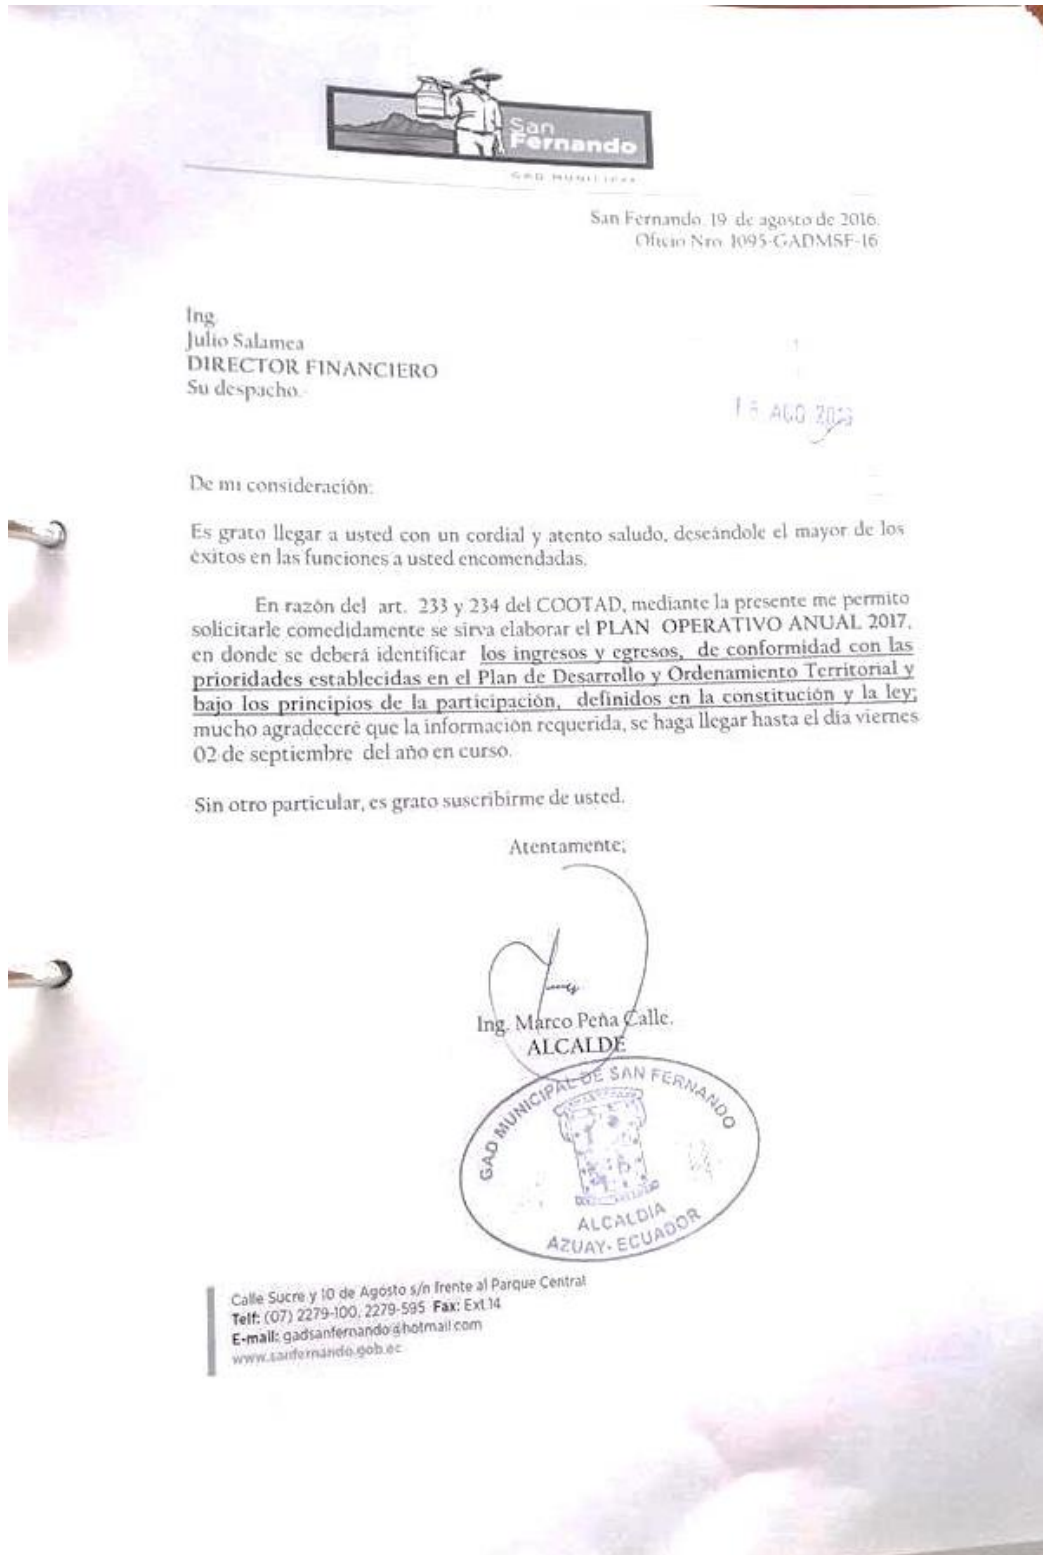 San
Fernando
GAD MUNICIPAL
San Fernando, 19 de agosto de 2016.
Oficio Nro. 1095-GADMSF-16
Ing.
Julio Salamea
DIRECTOR FINANCIERO
Su despacho.-
AGO 2016
De mi consideración:
Es grato llegar a usted con un cordial y atento saludo, deseándole el mayor de los
éxitos en las funciones a usted encomendadas.
En razón del art. 233 y 234 del COOTAD, mediante la presente me permito
solicitarle comedidamente se sirva elaborar el PLAN OPERATIVO ANUAL 2017,
en donde se deberá identificar los ingresos y egresos, de conformidad con las
prioridades establecidas en el Plan de Desarrollo y Ordenamiento Territorial y
bajo los principios de la participación, definidos en la constitución y la ley;
mucho agradeceré que la información requerida, se haga llegar hasta el día viernes
02 de septiembre del año en curso.
Sin otro particular, es grato suscribirme de usted.
Atentamente;
Ing. Marco Peña Calle.
ALCALDE
GAD MUNICIPAL DE SAN FERNANDO
ALCALDIA
AZUAY - ECUADOR
Calle Sucre y 10 de Agosto s/n frente al Parque Central
Telf: (07) 2279-100, 2279-595 Fax: Ext.14
E-mail: gadsanfernando@hotmail.com
www.sanfernando.gob.ec